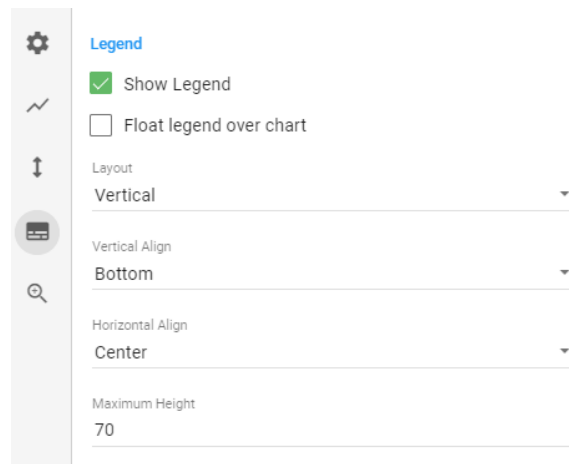 Legend
Show Legend
Float legend over chart
Layout
Vertical
Vertical Align
Bottom
Horizontal Align
Center
Maximum Height
70